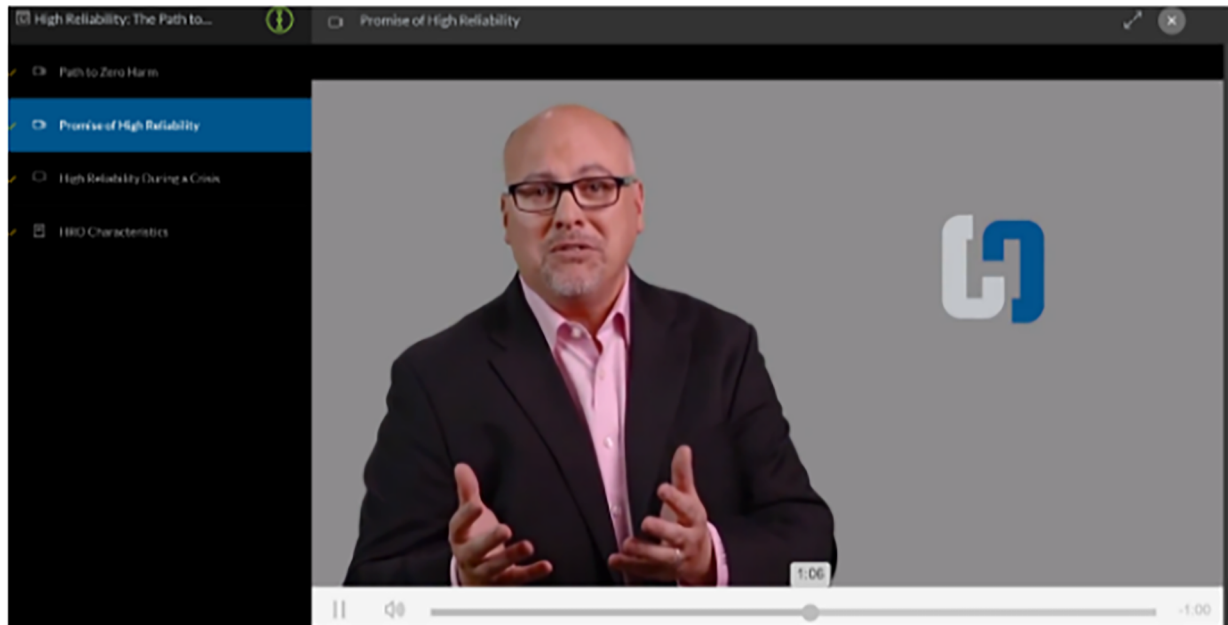 High Reliability: The Path to...
Promise of High Reliability
Path to Zero Harm
Promise of High Reliability
High Reliability During a Crisis
HRO Characteristics
1:06
-1:00